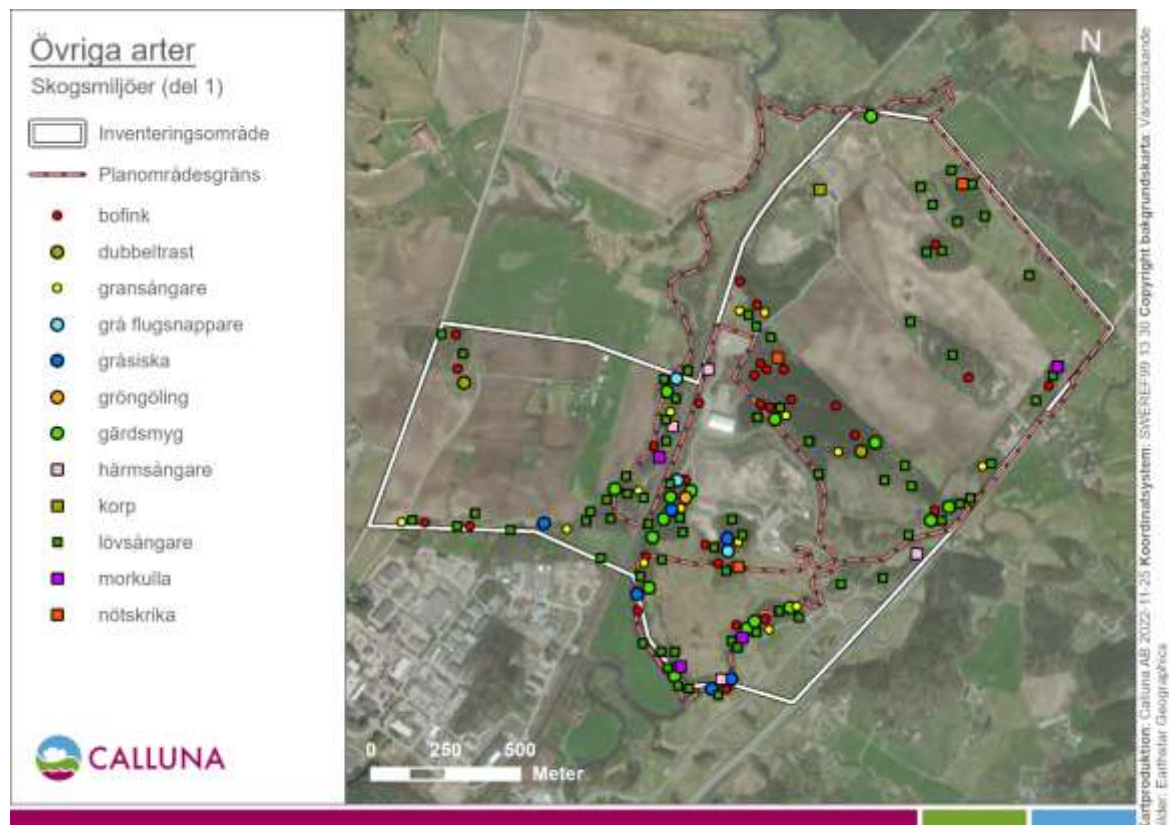 Övriga arter
Skogsmiljöer (del 1)
Inventeringsområde
Planområdesgräns
bofink
dubbeltrast
gransångare
grå flugsnappare
gråsiska
gröngöling
gärdsmyg
härmsångare
korp
lövsångare
morkulla
nötskrika
CALLUNA
N
0 250 500
Meter
Kartproduktion: Calluna AB 2022-11-25 Koordinatsystem: SWEREF99 13 30 Copyright bakgrundskarta: Världstäckande
bilder: Earthstar Geographics